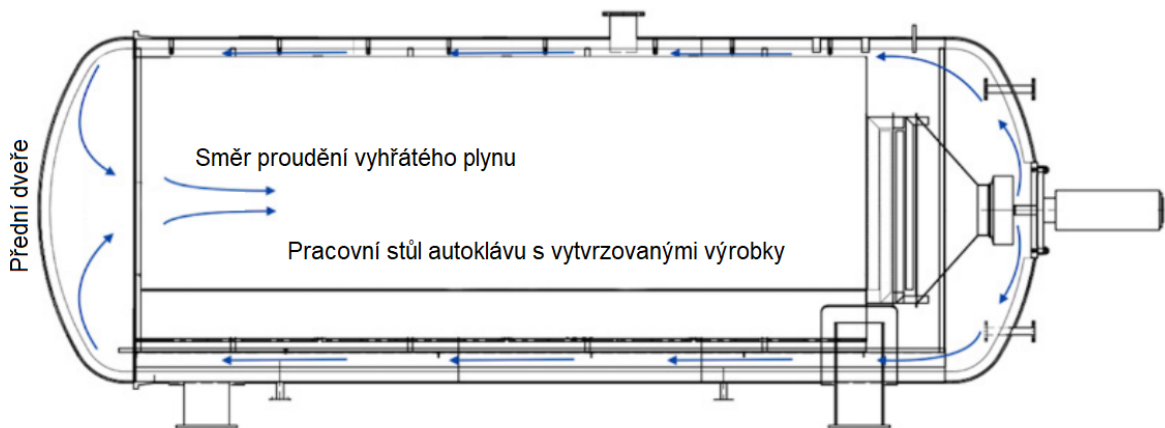 Přední dveře
Směr proudění vyhřátého plynu
Pracovní stůl autoklávu s vytvrzovanými výrobky